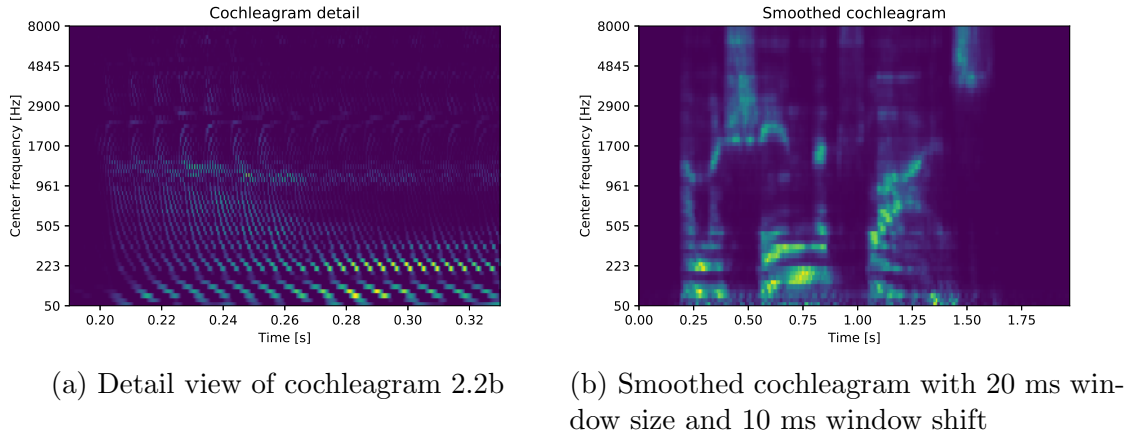 Cochleagram detail
8000
4845
2900
1700
961
505
223
50
Center frequency [Hz]
0.20 0.22 0.24 0.26 0.28 0.30 0.32
Time [s]
(a) Detail view of cochleagram 2.2b
Smoothed cochleagram
8000
4845
2900
1700
961
505
223
50
Center frequency [Hz]
0.00 0.25 0.50 0.75 1.00 1.25 1.50 1.75
Time [s]
(b) Smoothed cochleagram with 20 ms win-
dow size and 10 ms window shift